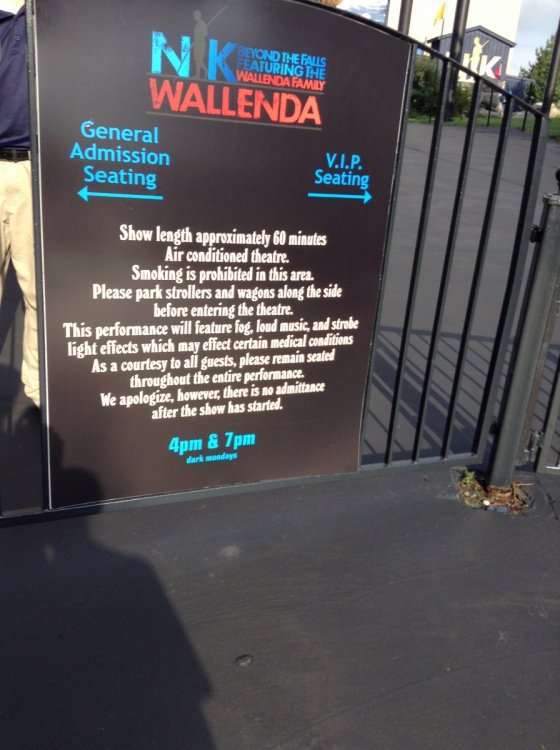 NIK
BEYOND THE FALLS
FEATURING THE
WALLENDA FAMILY
WALLENDA
General
Admission
Seating
V.I.P.
Seating
Show length approximately 60 minutes
Air conditioned theatre.
Smoking is prohibited in this area.
Please park strollers and wagons along the side
before entering the theatre.
This performance will feature fog, loud music, and strobe
light effects which may effect certain medical conditions
As a courtesy to all guests, please remain seated
throughout the entire performance.
We apologize, however, there is no admittance
after the show has started.
4pm & 7pm
dark mondays